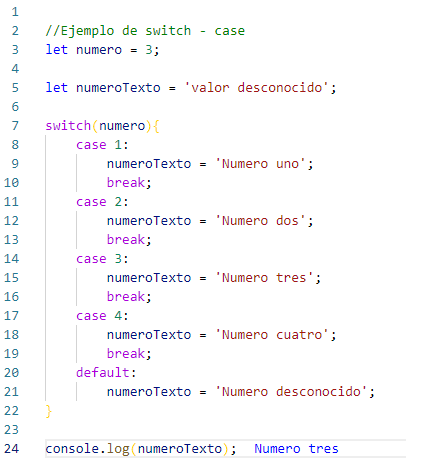 1
2 //Ejemplo de switch - case
3 let numero = 3;
4
5 let numeroTexto = 'valor desconocido';
6
7 switch(numero){
8     case 1:
9         numeroTexto = 'Numero uno';
10         break;
11     case 2:
12         numeroTexto = 'Numero dos';
13         break;
14     case 3:
15         numeroTexto = 'Numero tres';
16         break;
17     case 4:
18         numeroTexto = 'Numero cuatro';
19         break;
20     default:
21         numeroTexto = 'Numero desconocido';
22 }
23
24 console.log(numeroTexto);  Numero tres